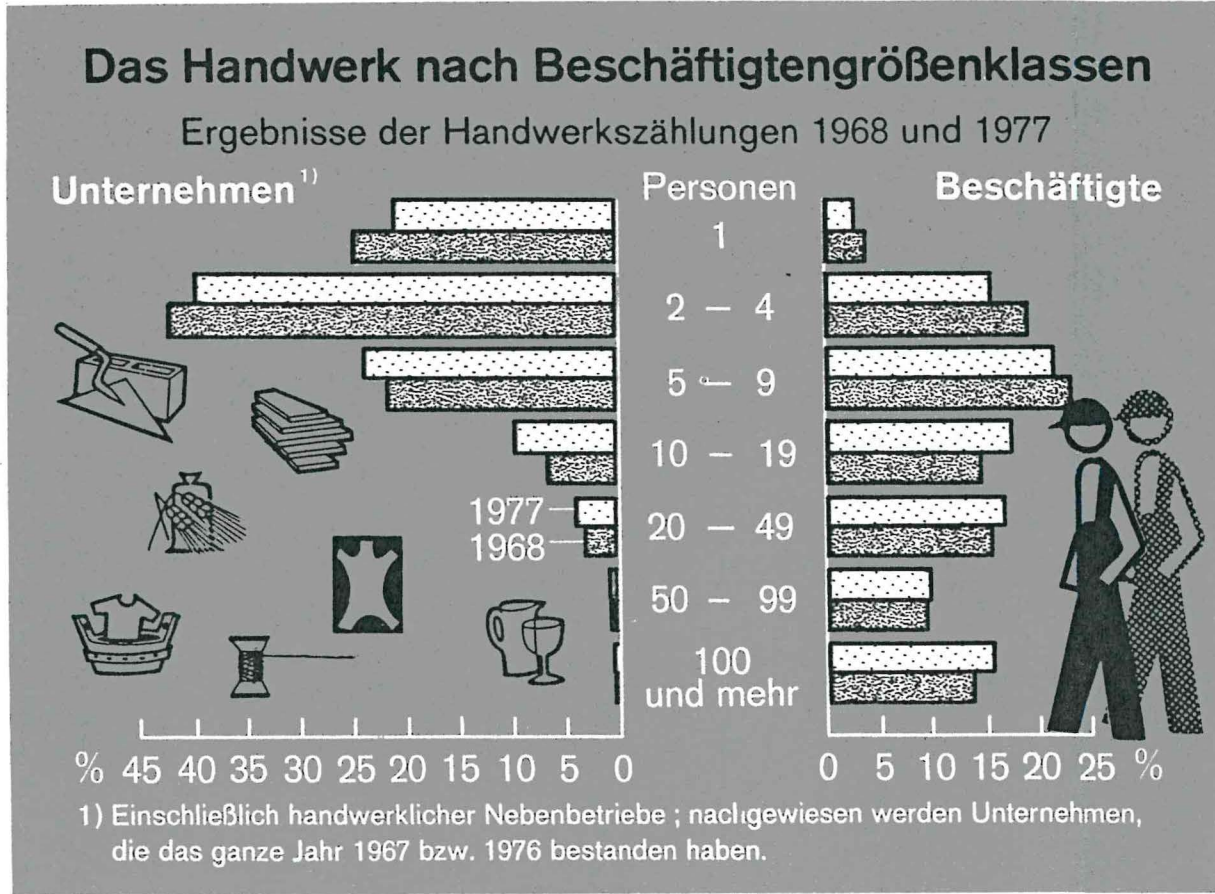 Das Handwerk nach Beschäftigtengrößenklassen
Ergebnisse der Handwerkszählungen 1968 und 1977
Unternehmen 1)
Personen
Beschäftigte
1
2 – 4
5 – 9
10 – 19
1977
1968
20 – 49
50 – 99
100
und mehr
% 45 40 35 30 25 20 15 10 5 0
0 5 10 15 20 25 %
1) Einschließlich handwerklicher Nebenbetriebe ; nachgewiesen werden Unternehmen,
die das ganze Jahr 1967 bzw. 1976 bestanden haben.